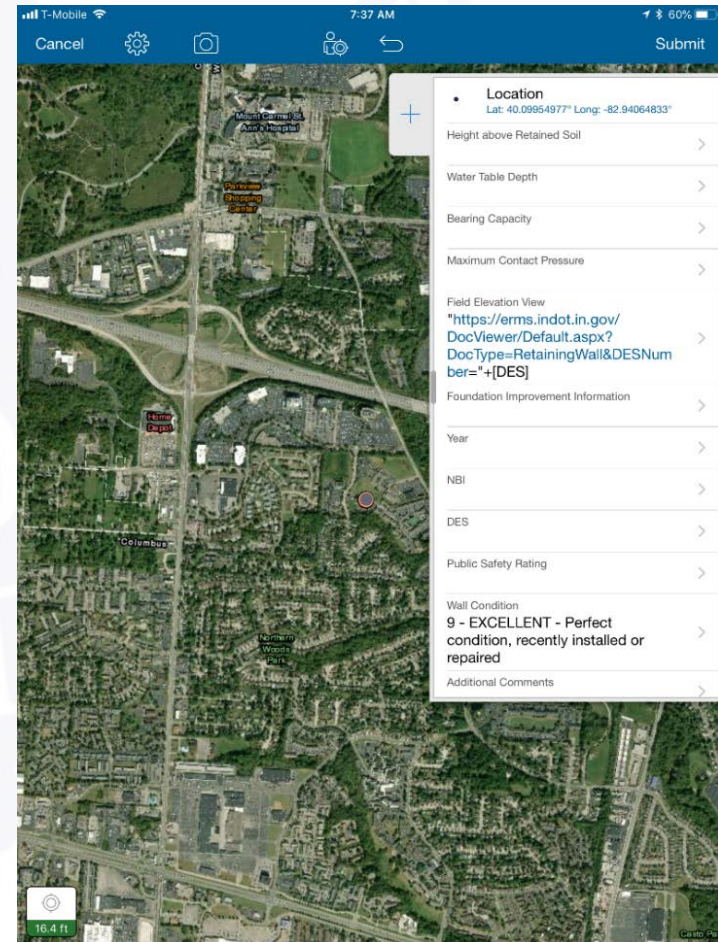 T-Mobile 7:37 AM 60%
Cancel Submit
Location
Lat: 40.09954977° Long: -82.94064833°
Height above Retained Soil
Water Table Depth
Bearing Capacity
Maximum Contact Pressure
Field Elevation View
"https://erms.indot.in.gov/
DocViewer/Default.aspx?
DocType=RetainingWall&DESNum
ber="+[DES]
Foundation Improvement Information
Year
NBI
DES
Public Safety Rating
Wall Condition
9 - EXCELLENT - Perfect
condition, recently installed or
repaired
Additional Comments
Mount Carmel St.
Ann's Hospital
Parkview
Shopping
Center
Home
Depot
Columbus
Northern
Woods
Park
16.4 ft